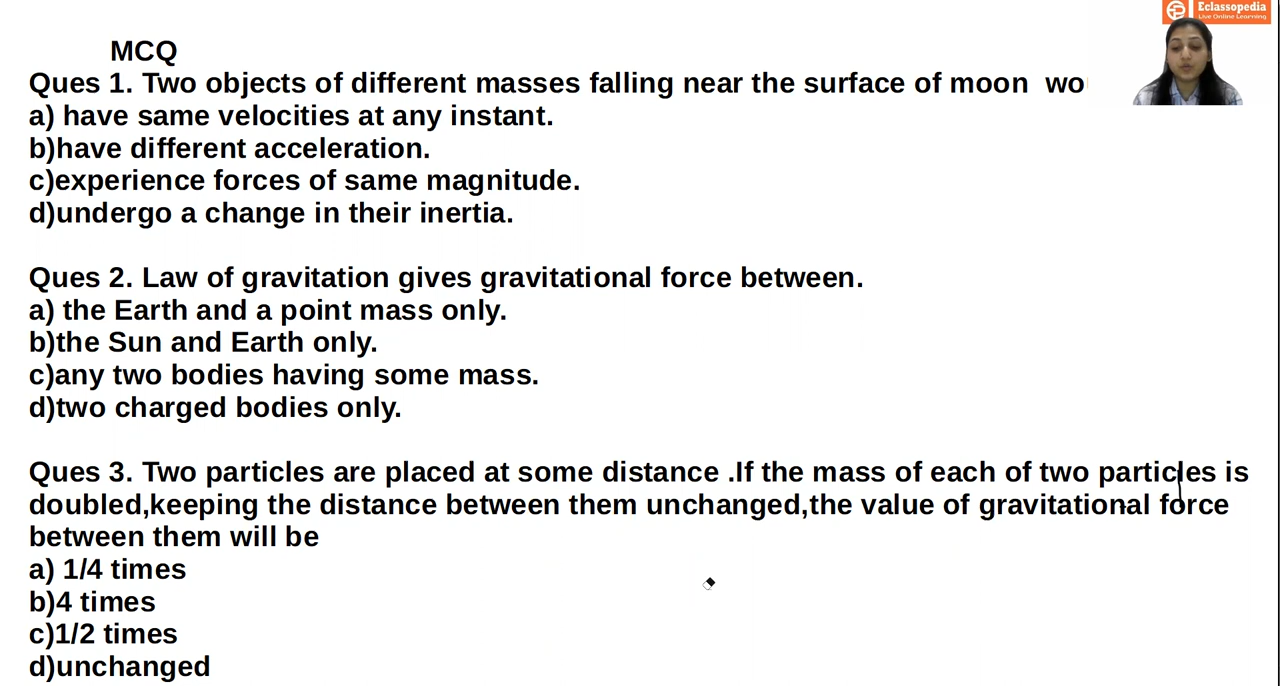 Eclassopedia
Live Online Learning
MCQ
Ques 1. Two objects of different masses falling near the surface of moon
a) have same velocities at any instant.
b)have different acceleration.
c)experience forces of same magnitude.
d)undergo a change in their inertia.
Ques 2. Law of gravitation gives gravitational force between.
a) the Earth and a point mass only.
b)the Sun and Earth only.
c)any two bodies having some mass.
d)two charged bodies only.
Ques 3. Two particles are placed at some distance .If the mass of each of two particles is
doubled,keeping the distance between them unchanged,the value of gravitational force
between them will be
a) 1/4 times
b)4 times
c)1/2 times
d)unchanged